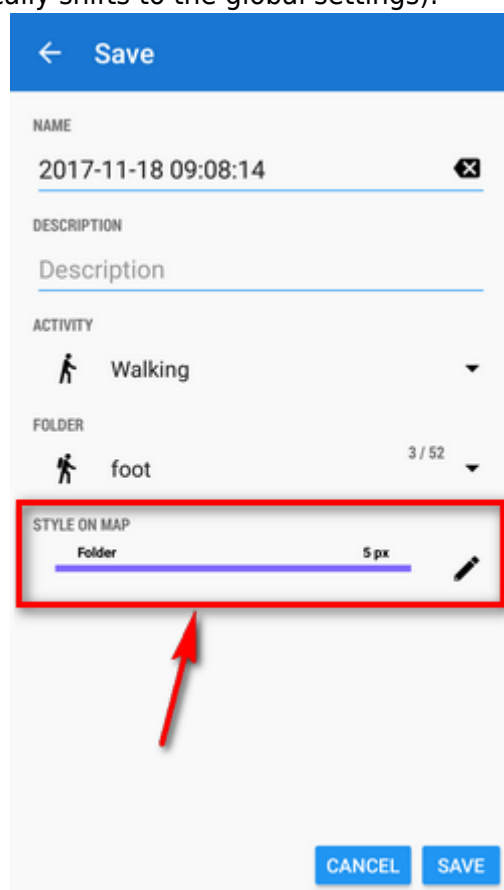 shifts to the global settings).
Save
NAME
2017-11-18 09:08:14
DESCRIPTION
Description
ACTIVITY
Walking
FOLDER
foot
3 / 52
STYLE ON MAP
Folder 5 px
CANCEL SAVE